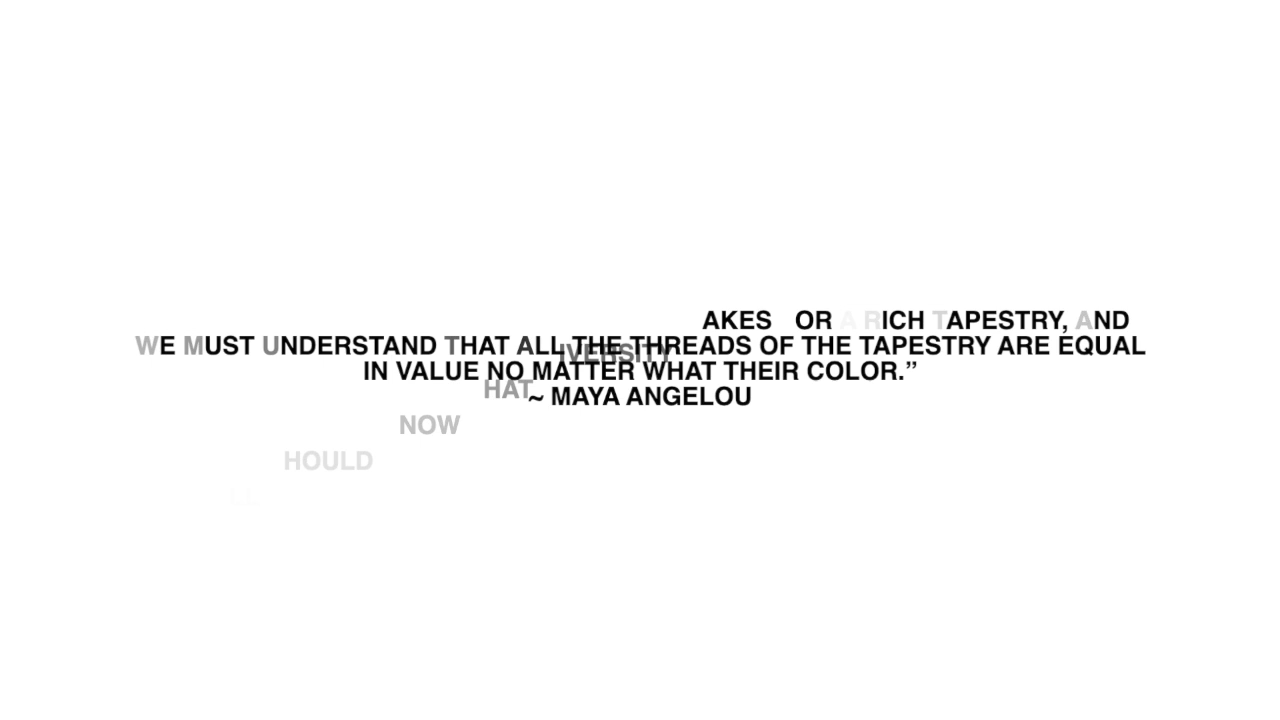 AKES OR A RICH TAPESTRY, AND
WE MUST UNDERSTAND THAT ALL THE THREADS OF THE TAPESTRY ARE EQUAL
IVERSITY
IN VALUE NO MATTER WHAT THEIR COLOR.”
HAT
~ MAYA ANGELOU
NOW
HOULD